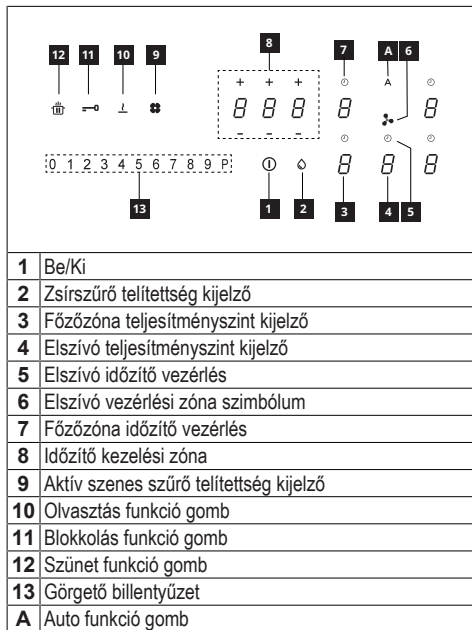 12 11 10 9 8 7 A 6
+ + + A
8 8 8 8 8
- - -
0 1 2 3 4 5 6 7 8 9 P 8 8 8
13 1 2 3 4 5
1 Be/Ki
2 Zsírszűrő telítettség kijelző
3 Főzőzóna teljesítményszint kijelző
4 Elszívó teljesítményszint kijelző
5 Elszívó időzítő vezérlés
6 Elszívó vezérlési zóna szimbólum
7 Főzőzóna időzítő vezérlés
8 Időzítő kezelési zóna
9 Aktív szenes szűrő telítettség kijelző
10 Olvasztás funkció gomb
11 Blokkolás funkció gomb
12 Szünet funkció gomb
13 Görgető billentyűzet
A Auto funkció gomb